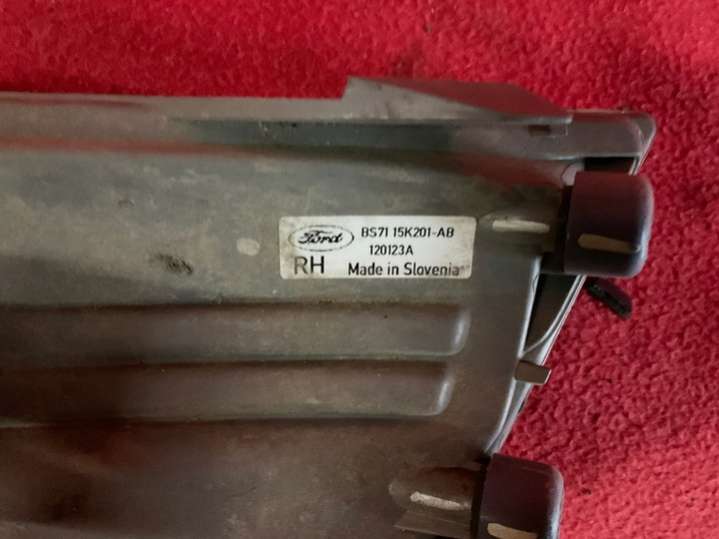 Ford BS71 15K201-AB
120123A
RH Made in Slovenia